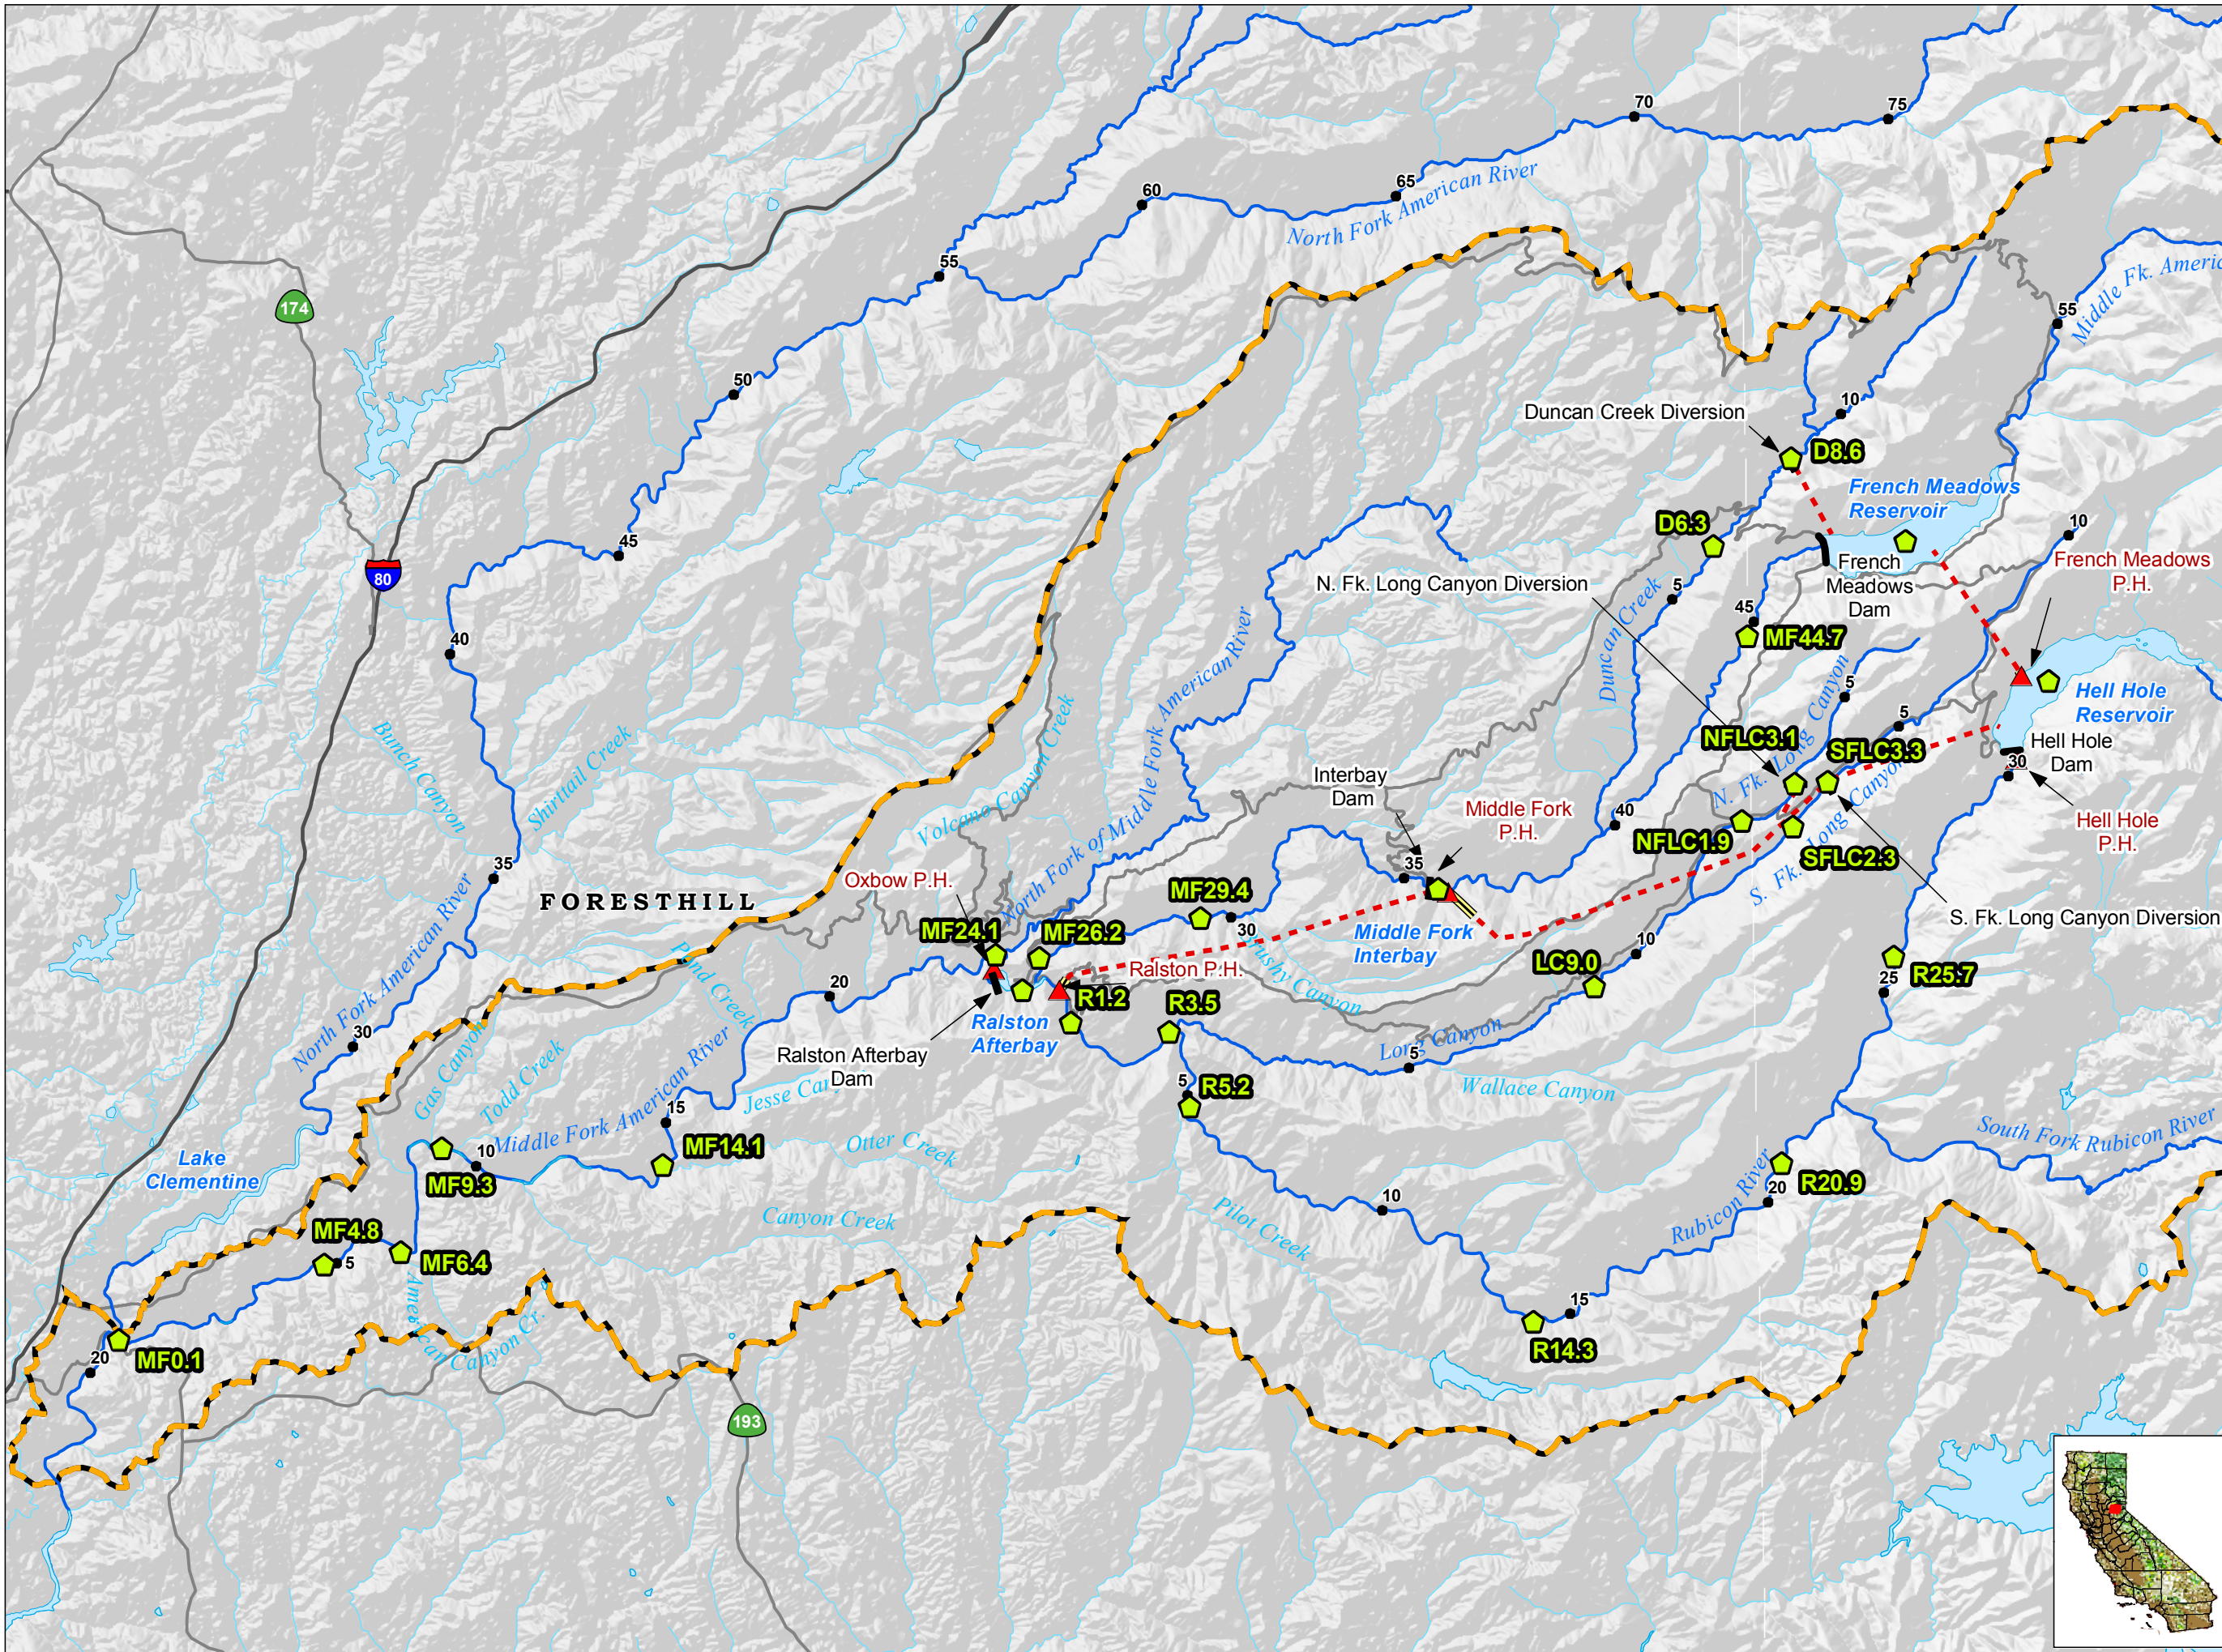 70
75
60
65
North Fork American River
55
174
Middle Fk. Americ
55
50
Duncan Creek Diversion
10
D8.6
French Meadows
Reservoir
D6.3
10
45
80
N. Fk. Long Canyon Diversion
5
French
Meadows
Dam
French Meadows
P.H.
45
MF44.7
Duncan Creek
40
North Fork of Middle Fork American River
5
Hell Hole
Reservoir
Bunch Canyon
Shirttail Creek
Volcano Canyon Creek
NFLC3.1
5
SFLC3.3
Hell Hole
Dam
30
Interbay
Dam
Middle Fork
P.H.
N. Fk. Long Canyon
40
NFLC1.9
SFLC2.3
Hell Hole
P.H.
35
35
Oxbow P.H.
FORESTHILL
MF29.4
S. Fk. Long Canyon
S. Fk. Long Canyon Diversion
MF24.1
MF26.2
30
Middle Fork
Interbay
10
LC9.0
North Fork American River
Pond Creek
Brushy Canyon
Ralston P.H.
R25.7
25
20
R1.2
R3.5
Ralston
Afterbay
30
Ralston Afterbay
Dam
Long Canyon
5
Gas Canyon
Todd Creek
Jesse Can
5
R5.2
Wallace Canyon
15
Middle Fork American River
South Fork Rubicon River
Lake
Clementine
10
MF9.3
MF14.1
Otter Creek
R20.9
20
Canyon Creek
Pilot Creek
10
Rubicon River
MF4.8
5
MF6.4
American Canyon Cr.
15
R14.3
20
MF0.1
193